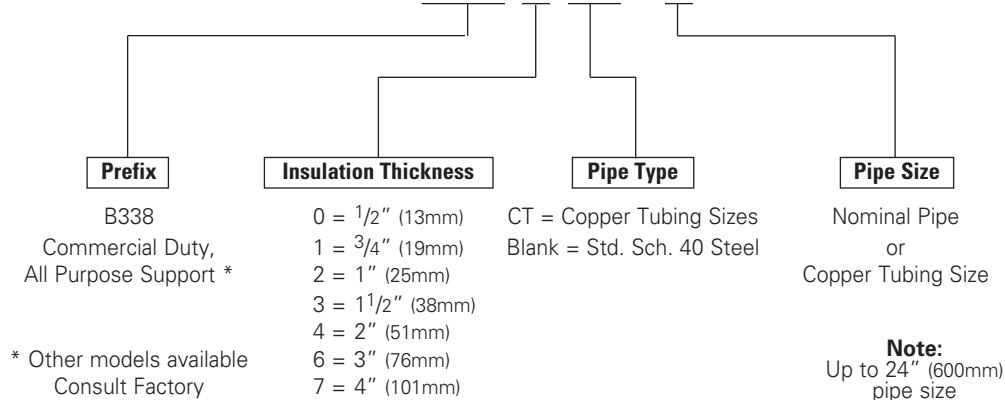 Prefix
B338
Commercial Duty,
All Purpose Support *
* Other models available
Consult Factory
Insulation Thickness
0 = 1/2" (13mm)
1 = 3/4" (19mm)
2 = 1" (25mm)
3 = 11/2" (38mm)
4 = 2" (51mm)
6 = 3" (76mm)
7 = 4" (101mm)
Pipe Type
CT = Copper Tubing Sizes
Blank = Std. Sch. 40 Steel
Pipe Size
Nominal Pipe
or
Copper Tubing Size
Note:
Up to 24" (600mm)
pipe size